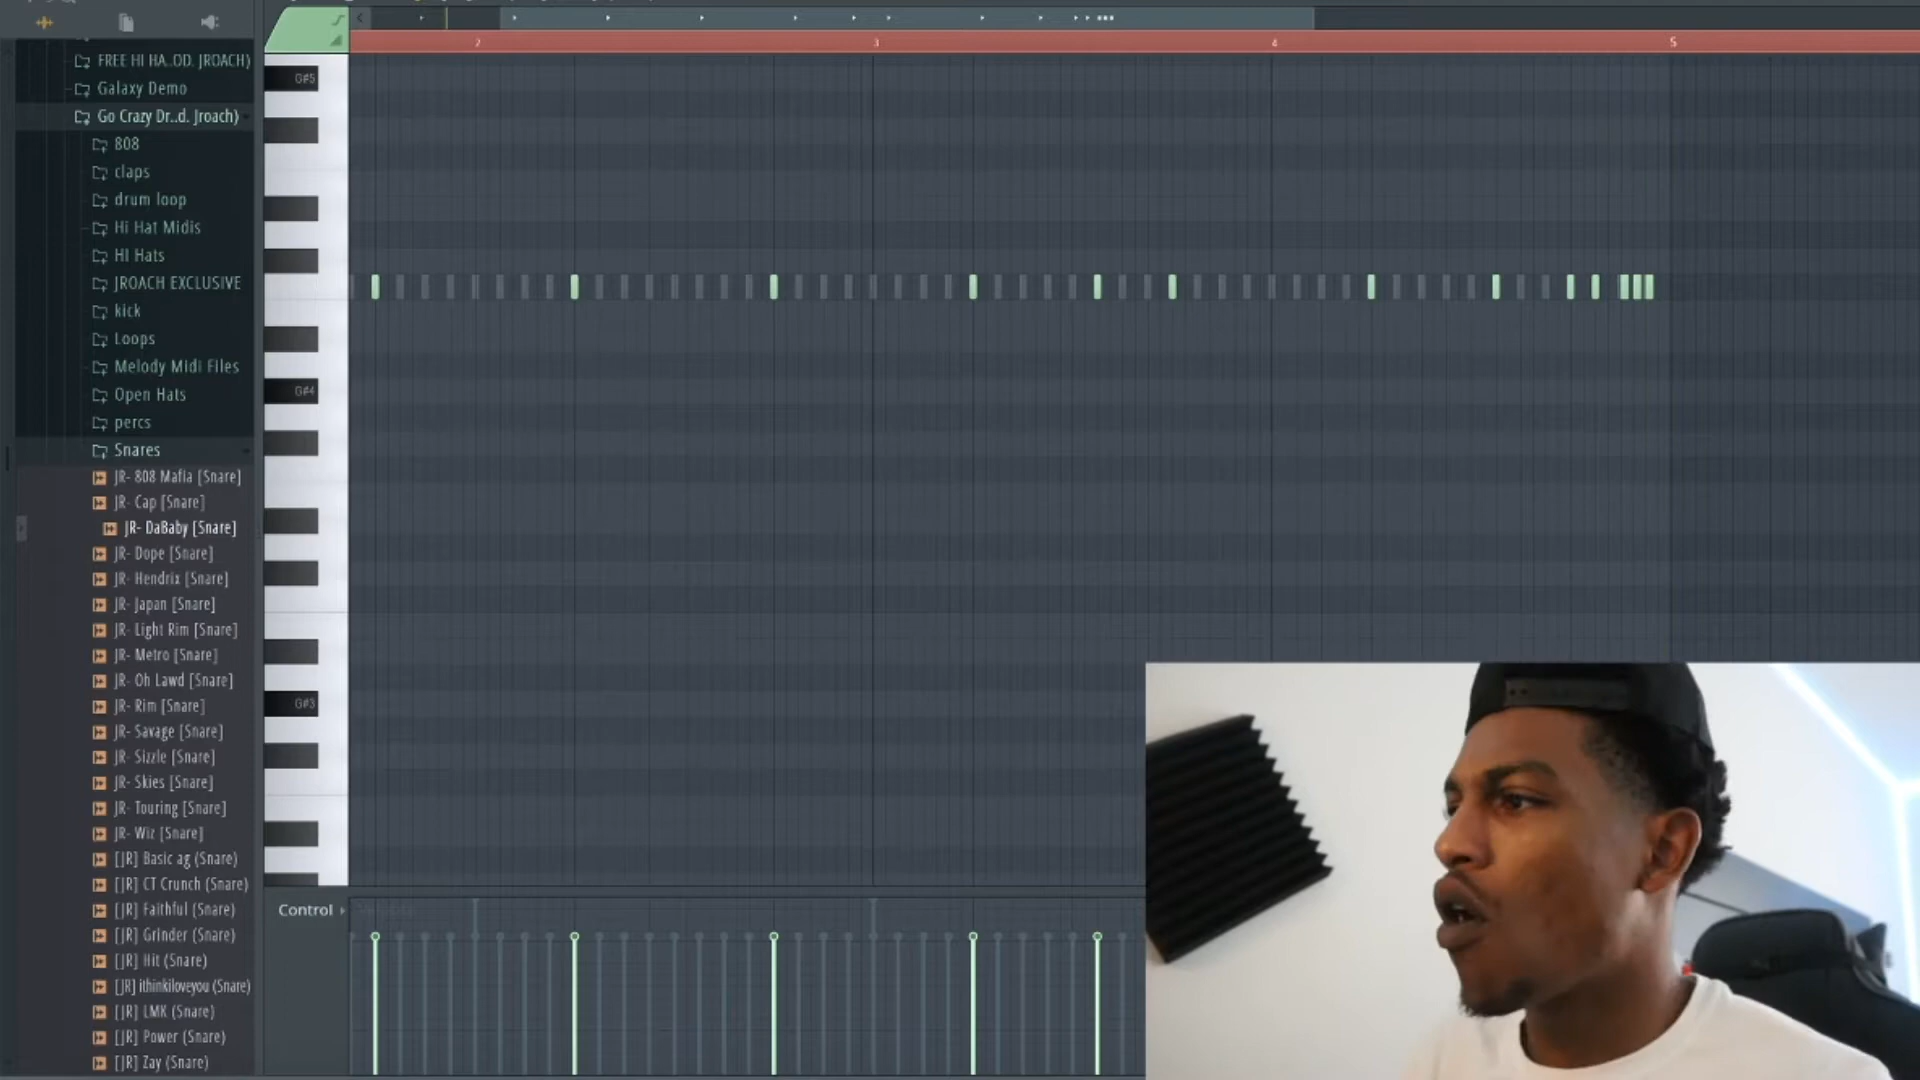 FREE HI HA..OD. JROACH)
Galaxy Demo
Go Crazy Dr..d. Jroach)
808
claps
drum loop
Hi Hat Midis
HI Hats
JROACH EXCLUSIVE
kick
Loops
Melody Midi Files
Open Hats
percs
Snares
JR- 808 Mafia [Snare]
JR- Cap [Snare]
JR- DaBaby [Snare]
JR- Dope [Snare]
JR- Hendrix [Snare]
JR- Japan [Snare]
JR- Light Rim [Snare]
JR- Metro [Snare]
JR- Oh Lawd [Snare]
JR- Rim [Snare]
JR- Savage [Snare]
JR- Sizzle [Snare]
JR- Skies [Snare]
JR- Touring [Snare]
JR- Wiz [Snare]
[JR] Basic ag (Snare)
[JR] CT Crunch (Snare)
[JR] Faithful (Snare)
[JR] Grinder (Snare)
[JR] Hit (Snare)
[JR] ithinkiloveyou (Snare)
[JR] LMK (Snare)
[JR] Power (Snare)
[JR] Zay (Snare)
2 3 4 5
G#5
G#4
G#3
Control